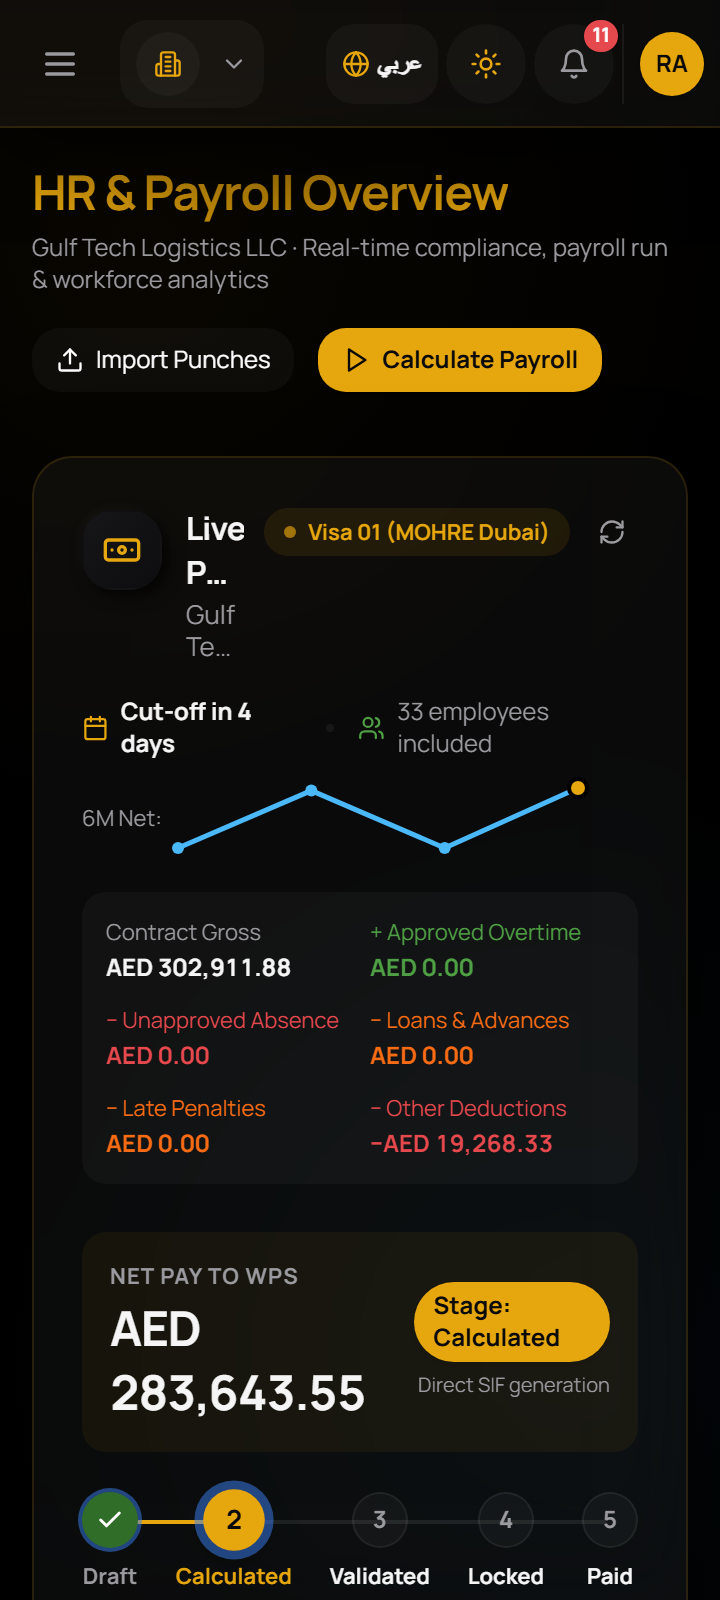 عربي
11
RA
HR & Payroll Overview
Gulf Tech Logistics LLC · Real-time compliance, payroll run
& workforce analytics
Import Punches
Calculate Payroll
Live
P...
Visa 01 (MOHRE Dubai)
Gulf
Te...
Cut-off in 4
days
33 employees
included
6M Net:
Contract Gross
+ Approved Overtime
AED 302,911.88
AED 0.00
− Unapproved Absence
− Loans & Advances
AED 0.00
AED 0.00
− Late Penalties
− Other Deductions
AED 0.00
−AED 19,268.33
NET PAY TO WPS
AED
283,643.55
Stage:
Calculated
Direct SIF generation
2
3
4
5
Draft
Calculated
Validated
Locked
Paid